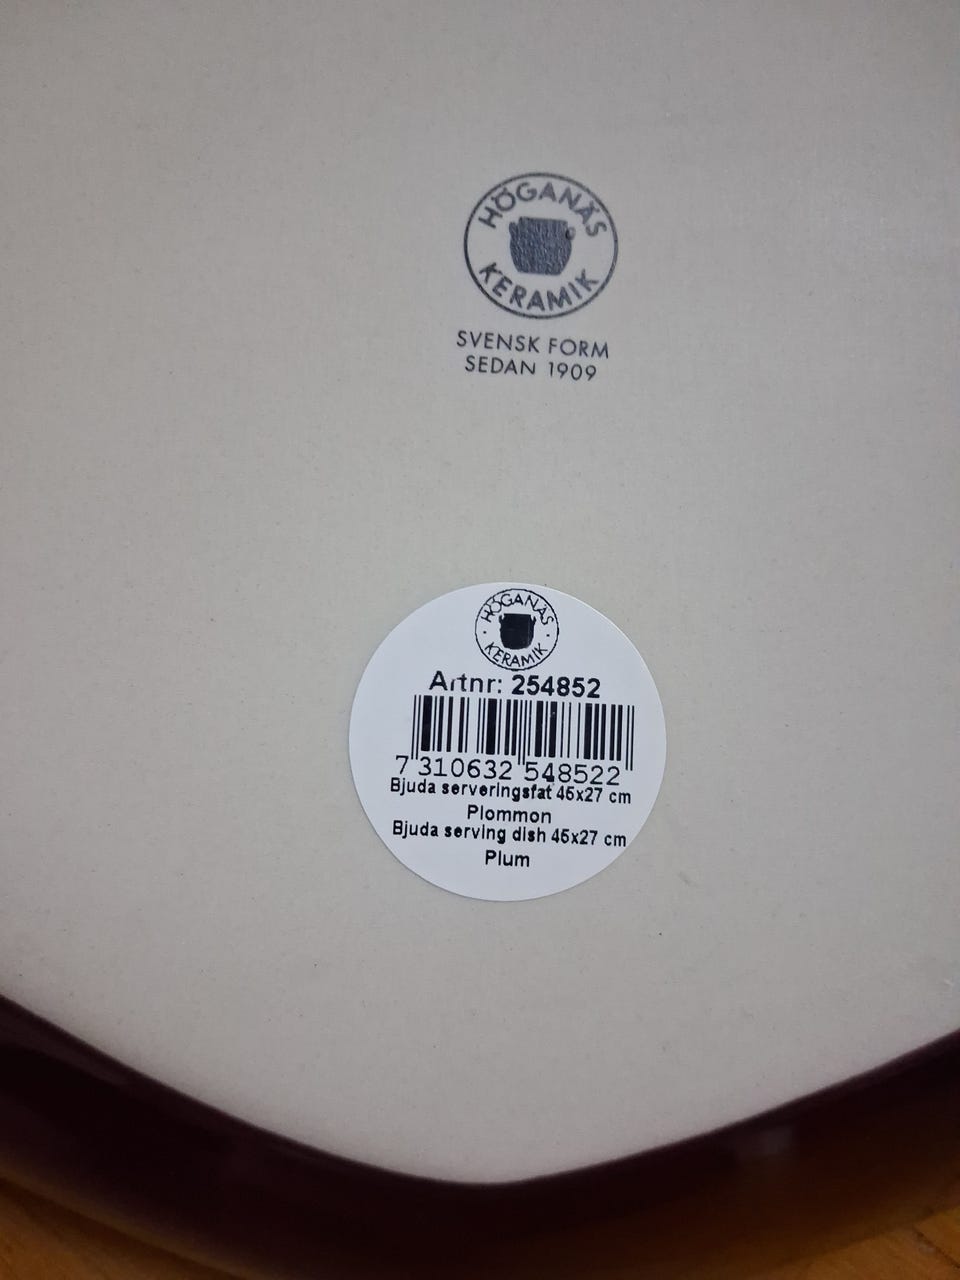 HÖGANÄS
KERAMIK
SVENSK FORM
SEDAN 1909
HÖGANÄS
KERAMIK
Artnr: 254852
7 310632 548522
Bjuda serveringsfat 45x27 cm
Plommon
Bjuda serving dish 45x27 cm
Plum